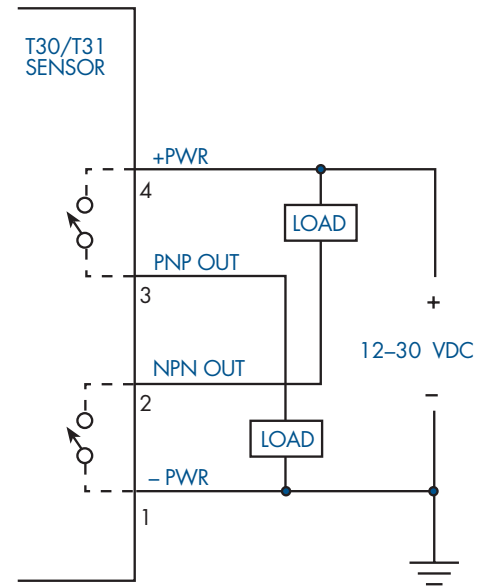 T30/T31
SENSOR
+PWR
4
LOAD
PNP OUT
3
+
12–30 VDC
NPN OUT
–
2
LOAD
– PWR
1